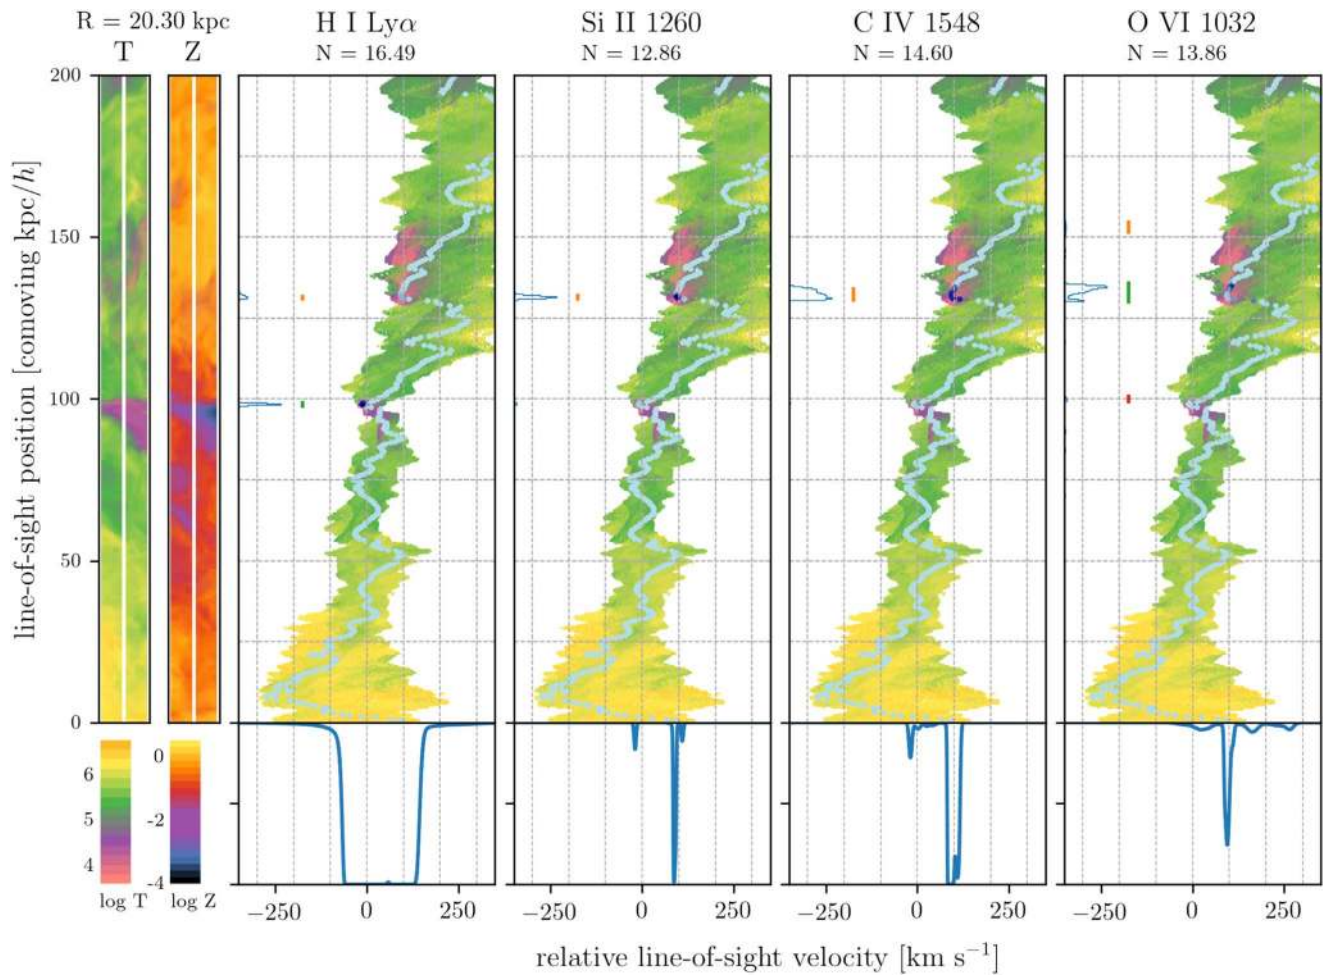 R = 20.30 kpc
T Z
H I Lyα
N = 16.49
Si II 1260
N = 12.86
C IV 1548
N = 14.60
O VI 1032
N = 13.86
200
150
100
50
0
line-of-sight position [comoving kpc/h]
6
5
4
log T
0
-2
-4
log Z
−250 0 250
−250 0 250
−250 0 250
−250 0 250
relative line-of-sight velocity [km s⁻¹]